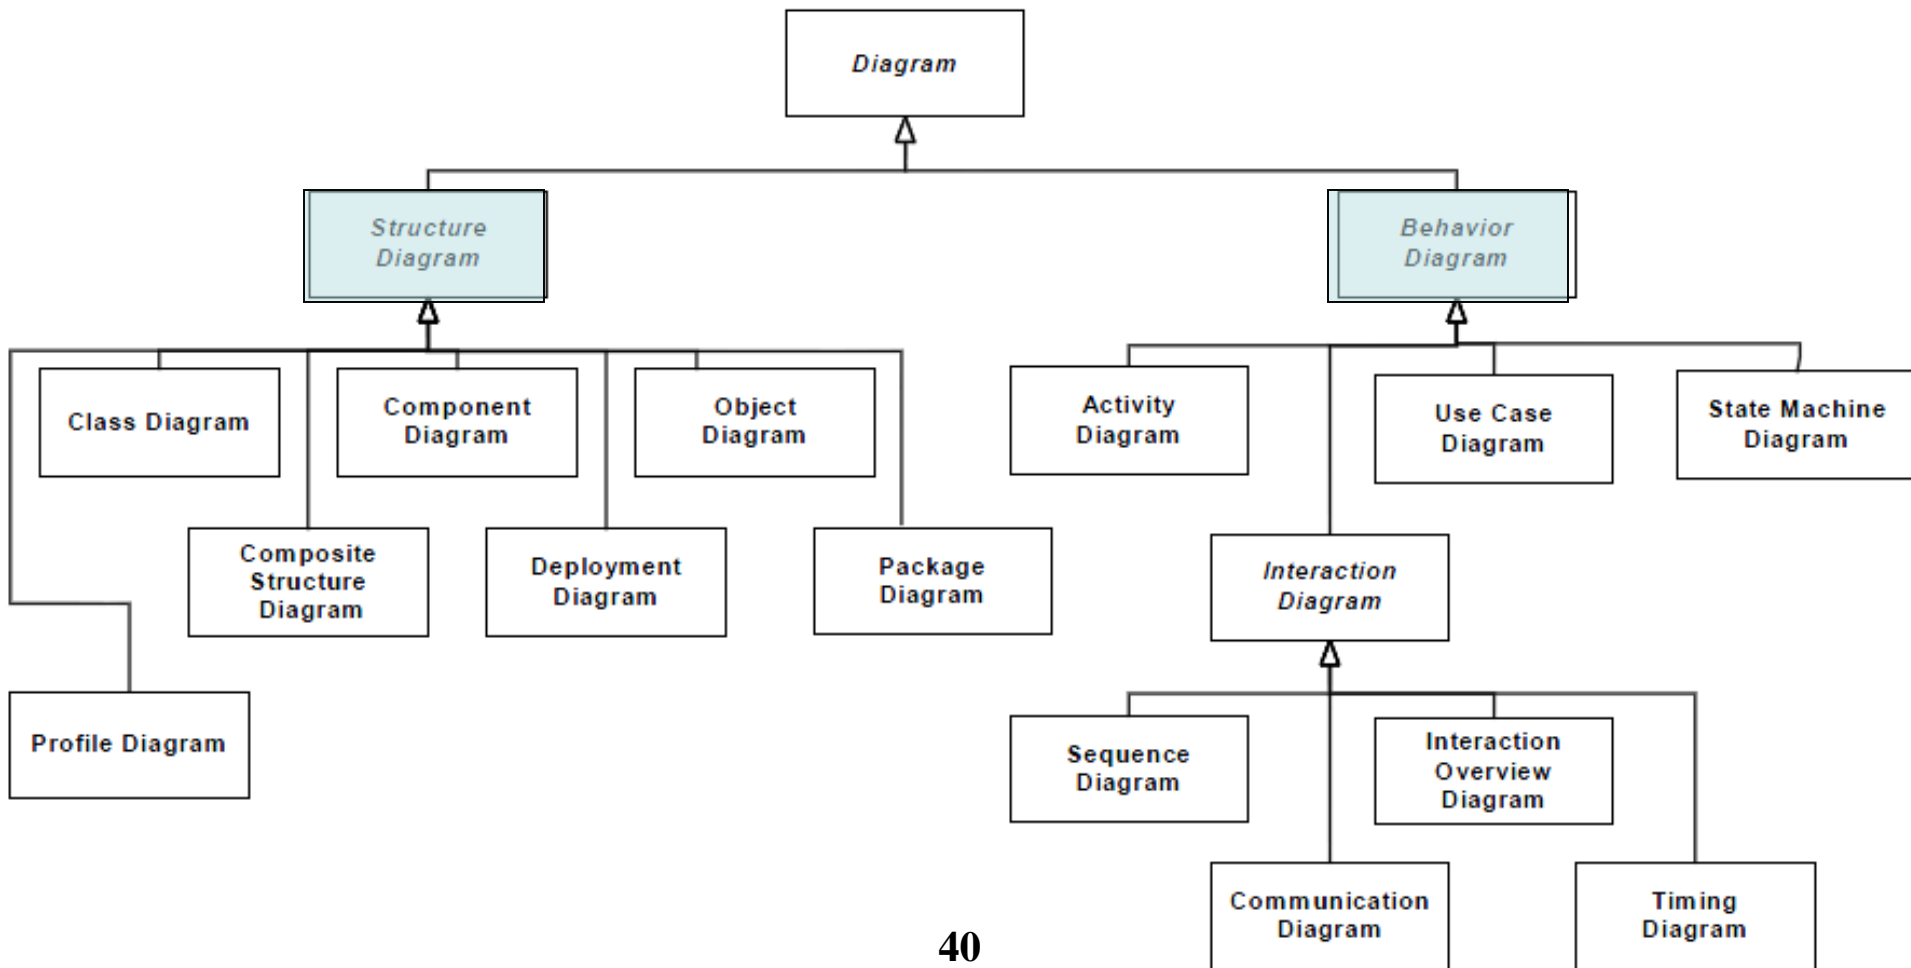 Diagram
Structure
Diagram
Behavior
Diagram
Class Diagram
Component
Diagram
Object
Diagram
Activity
Diagram
Use Case
Diagram
State Machine
Diagram
Composite
Structure
Diagram
Deployment
Diagram
Package
Diagram
Interaction
Diagram
Profile Diagram
Sequence
Diagram
Interaction
Overview
Diagram
Communication
Diagram
Timing
Diagram
40